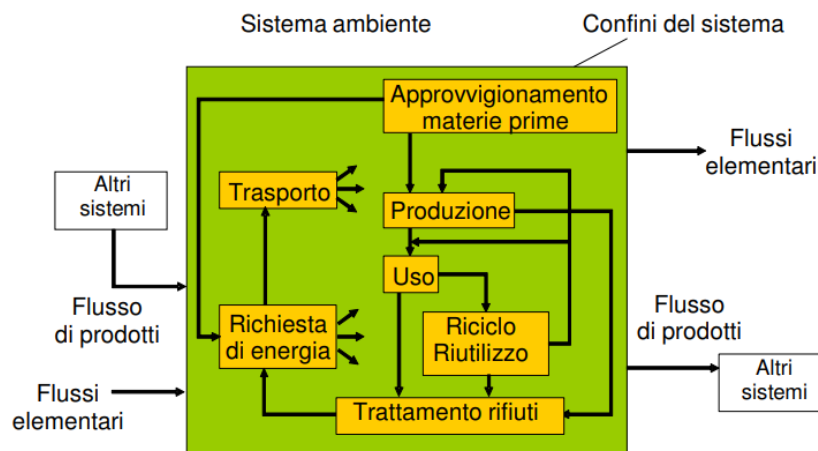 Sistema ambiente
Confini del sistema
Approvvigionamento
materie prime
Flussi
elementari
Altri
sistemi
Trasporto
Produzione
Uso
Flusso
di prodotti
Richiesta
di energia
Riciclo
Riutilizzo
Flusso
di prodotti
Altri
sistemi
Flussi
elementari
Trattamento rifiuti